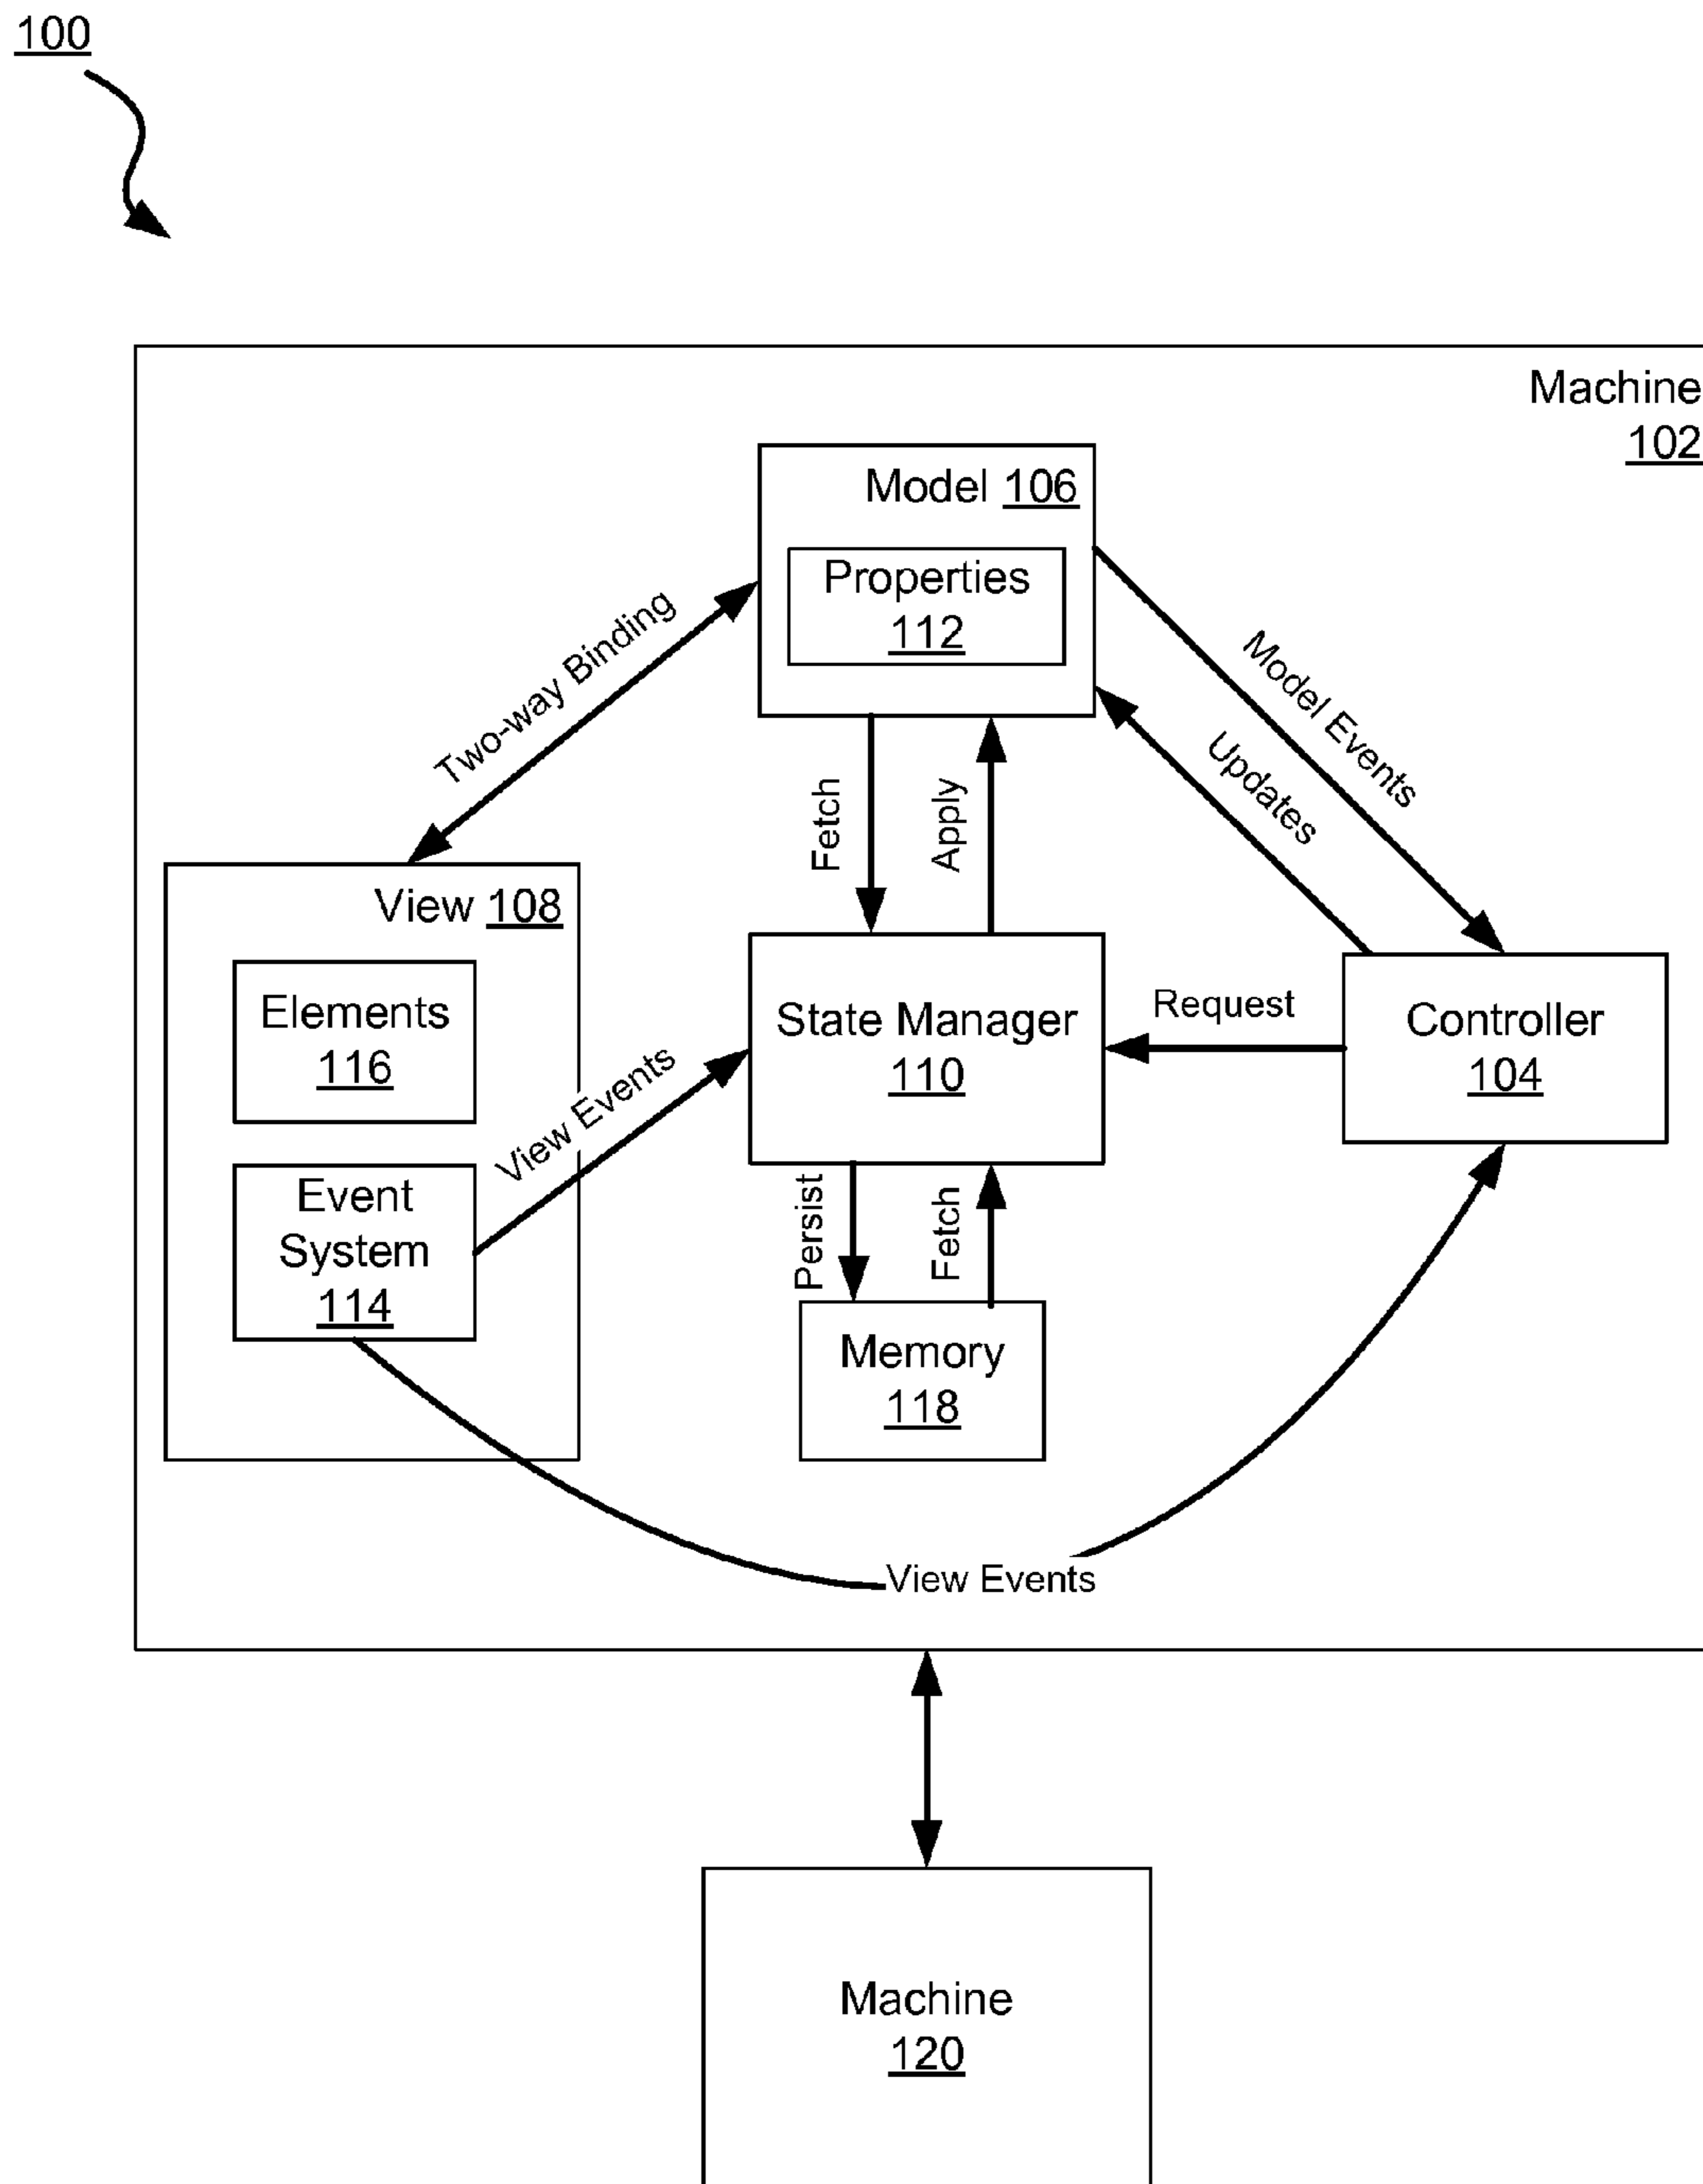 100
Machine
102
Model 106
Properties
112
Two-way Binding
Model Events
Updates
Fetch
Apply
View 108
Elements
116
State Manager
110
Request
Controller
104
View Events
Event
System
114
Persist
Fetch
Memory
118
View Events
Machine
120